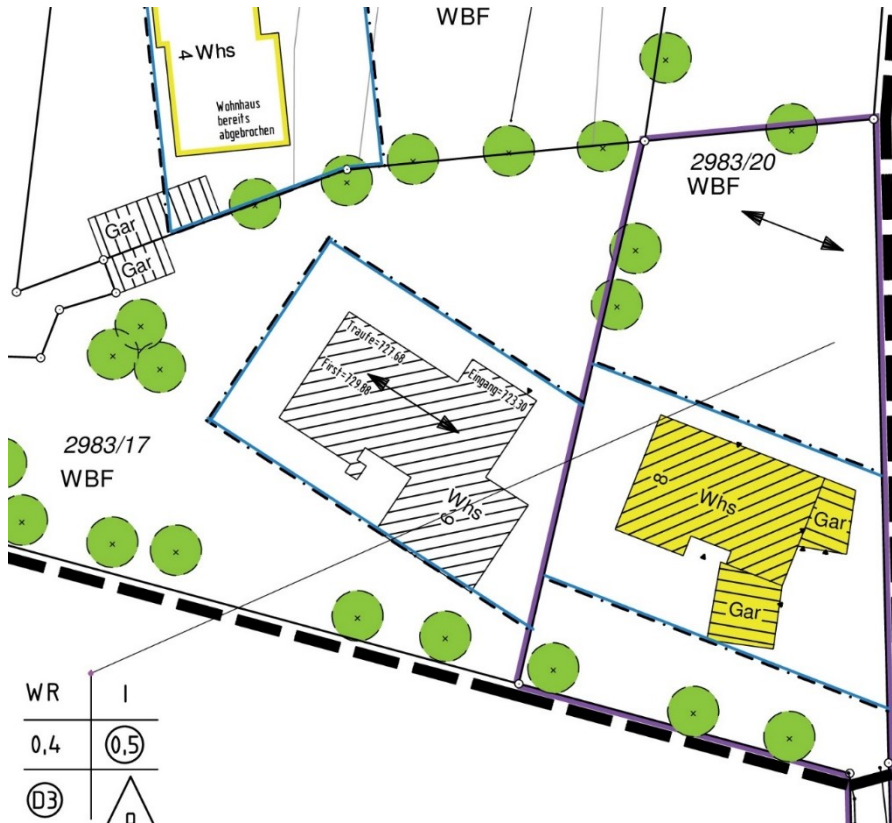 WBF
4 Whs
Wohnhaus
bereits
abgebrochen
2983/20
WBF
Gar
Gar
Traufe=727.68
First=729.88
Eingang=723.30
2983/17
WBF
Whs
6
8
Whs
Gar
Gar
WR I
0,4 0,5
D3